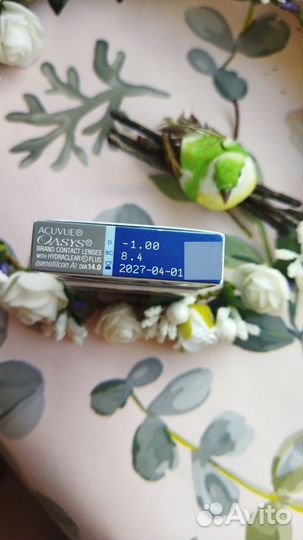 ACUVUE®
OASYS®
BRAND CONTACT LENSES
WITH HYDRACLEAR® PLUS
(senofilcon A) DIA 14.0
D -1.00
BC 8.4
2027-04-01
Avito